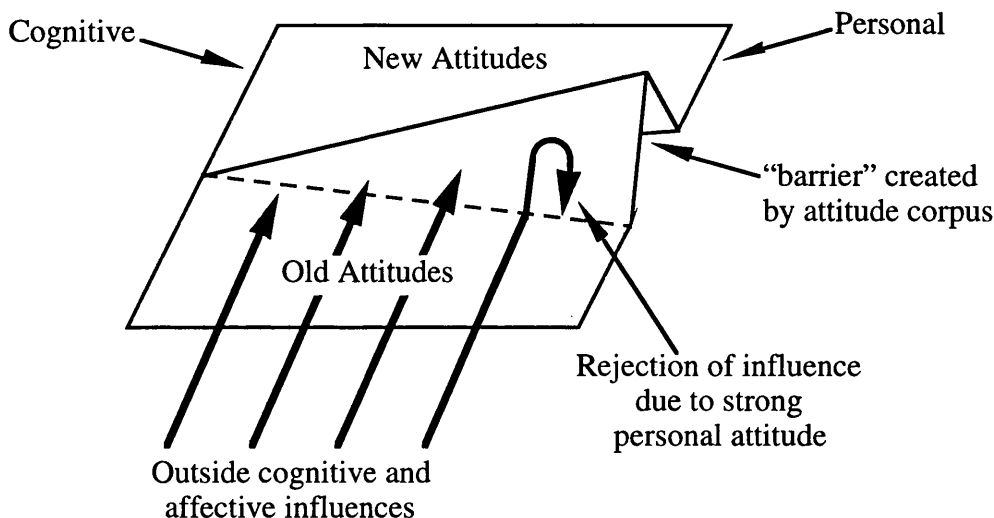 Cognitive
Personal
New Attitudes
“barrier” created
by attitude corpus
Old Attitudes
Rejection of influence
due to strong
personal attitude
Outside cognitive and
affective influences